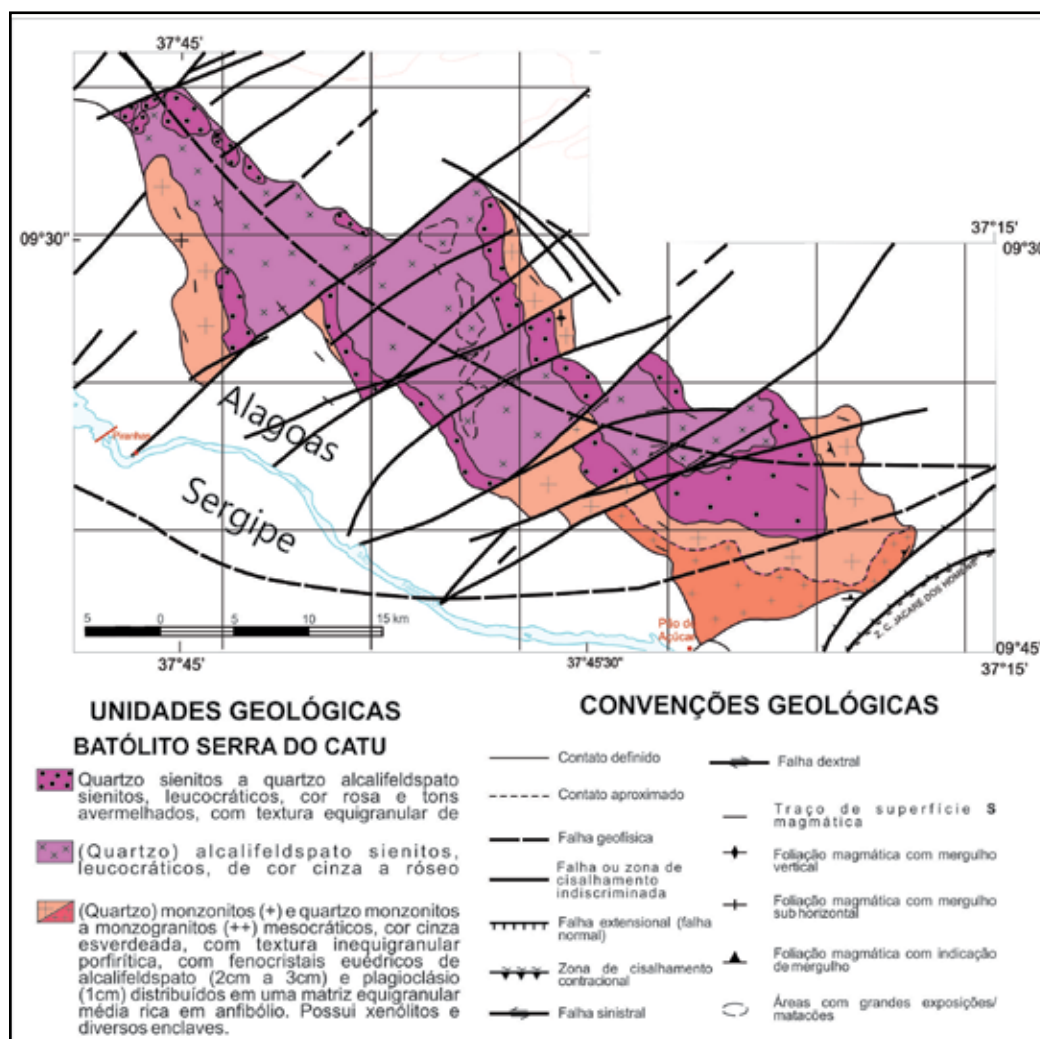 37°45'
37°15'
09°30''
09°30
Alagoas
Piranhas
Sergipe
Z. C. JACARÉ DOS HOMENS
5 0 5 10 15 km
Pão de
Açúcar
09°45'
37°45'
37°45'30"
37°15'
UNIDADES GEOLÓGICAS
BATÓLITO SERRA DO CATU
Quartzo sienitos a quartzo alcalifeldspato
sienitos, leucocráticos, cor rosa e tons
avermelhados, com textura equigranular de
(Quartzo) alcalifeldspato sienitos,
leucocráticos, de cor cinza a róseo
(Quartzo) monzonitos (+) e quartzo monzonitos
a monzogranitos (++) mesocráticos, cor cinza
esverdeada, com textura inequigranular
porfirítica, com fenocristais euédricos de
alcalifeldspato (2cm a 3cm) e plagioclásio
(1cm) distribuídos em uma matriz equigranular
média rica em anfibólio. Possui xenólitos e
diversos enclaves.
CONVENÇÕES GEOLÓGICAS
Contato definido
Contato aproximado
Falha geofísica
Falha ou zona de
cisalhamento
indiscriminada
Falha extensional (falha
normal)
Zona de cisalhamento
contracional
Falha sinistral
Falha dextral
Traço de superfície S
magmática
Foliação magmática com mergulho
vertical
Foliação magmática com mergulho
sub horizontal
Foliação magmática com indicação
de mergulho
Áreas com grandes exposições/
matacões